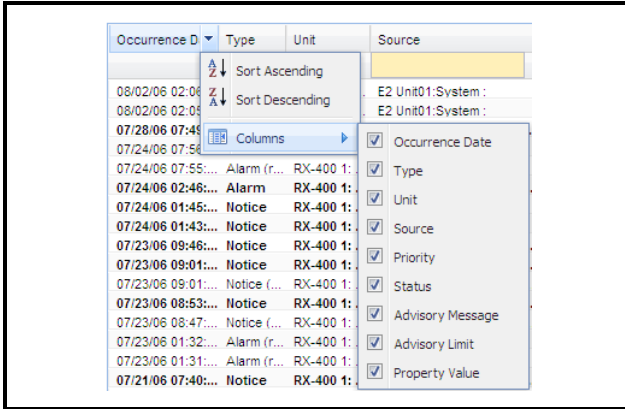 Occurrence D Type Unit Source
Sort Ascending
08/02/06 02:06 E2 Unit01:System :
Sort Descending
08/02/06 02:05 E2 Unit01:System :
07/28/06 07:49
Columns
07/24/06 07:56
Occurrence Date
07/24/06 07:55:... Alarm (r... RX-400 1: .
Type
07/24/06 02:46:... Alarm RX-400 1: .
07/24/06 01:45:... Notice RX-400 1: .
Unit
07/24/06 01:43:... Notice RX-400 1: .
Source
07/23/06 09:46:... Notice RX-400 1: .
Priority
07/23/06 09:01:... Notice RX-400 1: .
07/23/06 09:01:... Notice (... RX-400 1: .
Status
07/23/06 08:53:... Notice RX-400 1: .
Advisory Message
07/23/06 08:47:... Notice (... RX-400 1: .
07/23/06 01:32:... Alarm (r... RX-400 1: .
Advisory Limit
07/23/06 01:31:... Alarm (r... RX-400 1: .
Property Value
07/21/06 07:40:... Notice RX-400 1: .